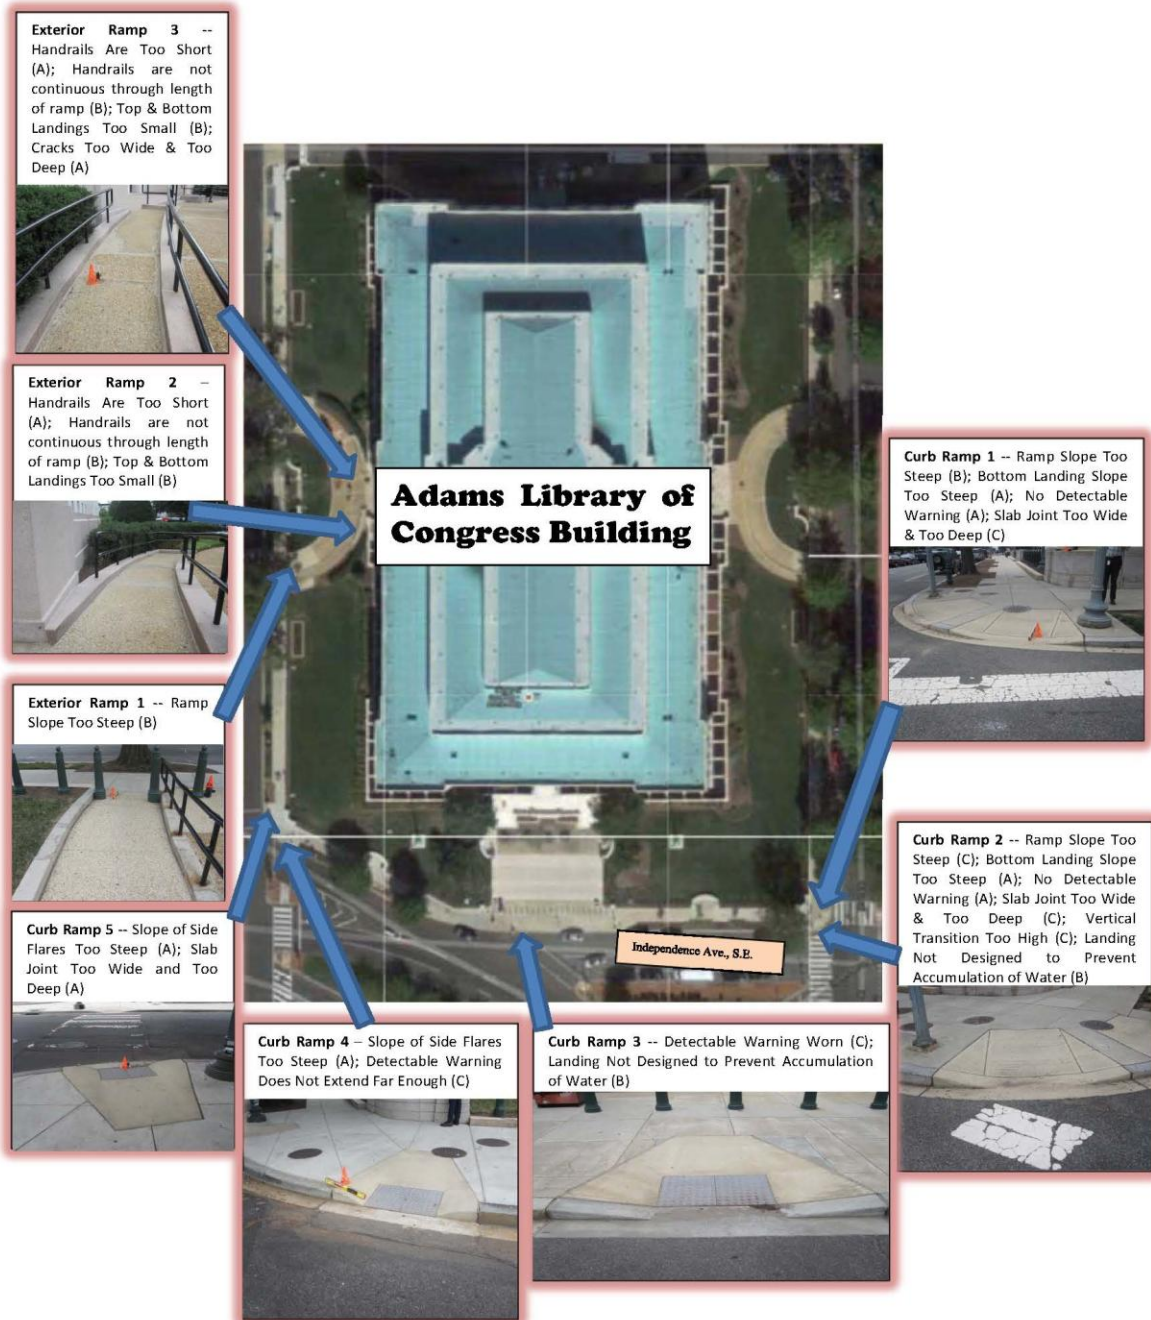 Exterior Ramp 3 --
Handrails Are Too Short
(A); Handrails are not
continuous through length
of ramp (B); Top & Bottom
Landings Too Small (B);
Cracks Too Wide & Too
Deep (A)
Exterior Ramp 2 –
Handrails Are Too Short
(A); Handrails are not
continuous through length
of ramp (B); Top & Bottom
Landings Too Small (B)
Exterior Ramp 1 -- Ramp
Slope Too Steep (B)
Curb Ramp 5 -- Slope of Side
Flares Too Steep (A); Slab
Joint Too Wide and Too
Deep (A)
Adams Library of
Congress Building
Independence Ave., S.E.
Curb Ramp 4 – Slope of Side Flares
Too Steep (A); Detectable Warning
Does Not Extend Far Enough (C)
Curb Ramp 3 -- Detectable Warning Worn (C);
Landing Not Designed to Prevent Accumulation
of Water (B)
Curb Ramp 1 -- Ramp Slope Too
Steep (B); Bottom Landing Slope
Too Steep (A); No Detectable
Warning (A); Slab Joint Too Wide
& Too Deep (C)
Curb Ramp 2 -- Ramp Slope Too
Steep (C); Bottom Landing Slope
Too Steep (A); No Detectable
Warning (A); Slab Joint Too Wide
& Too Deep (C); Vertical
Transition Too High (C); Landing
Not Designed to Prevent
Accumulation of Water (B)